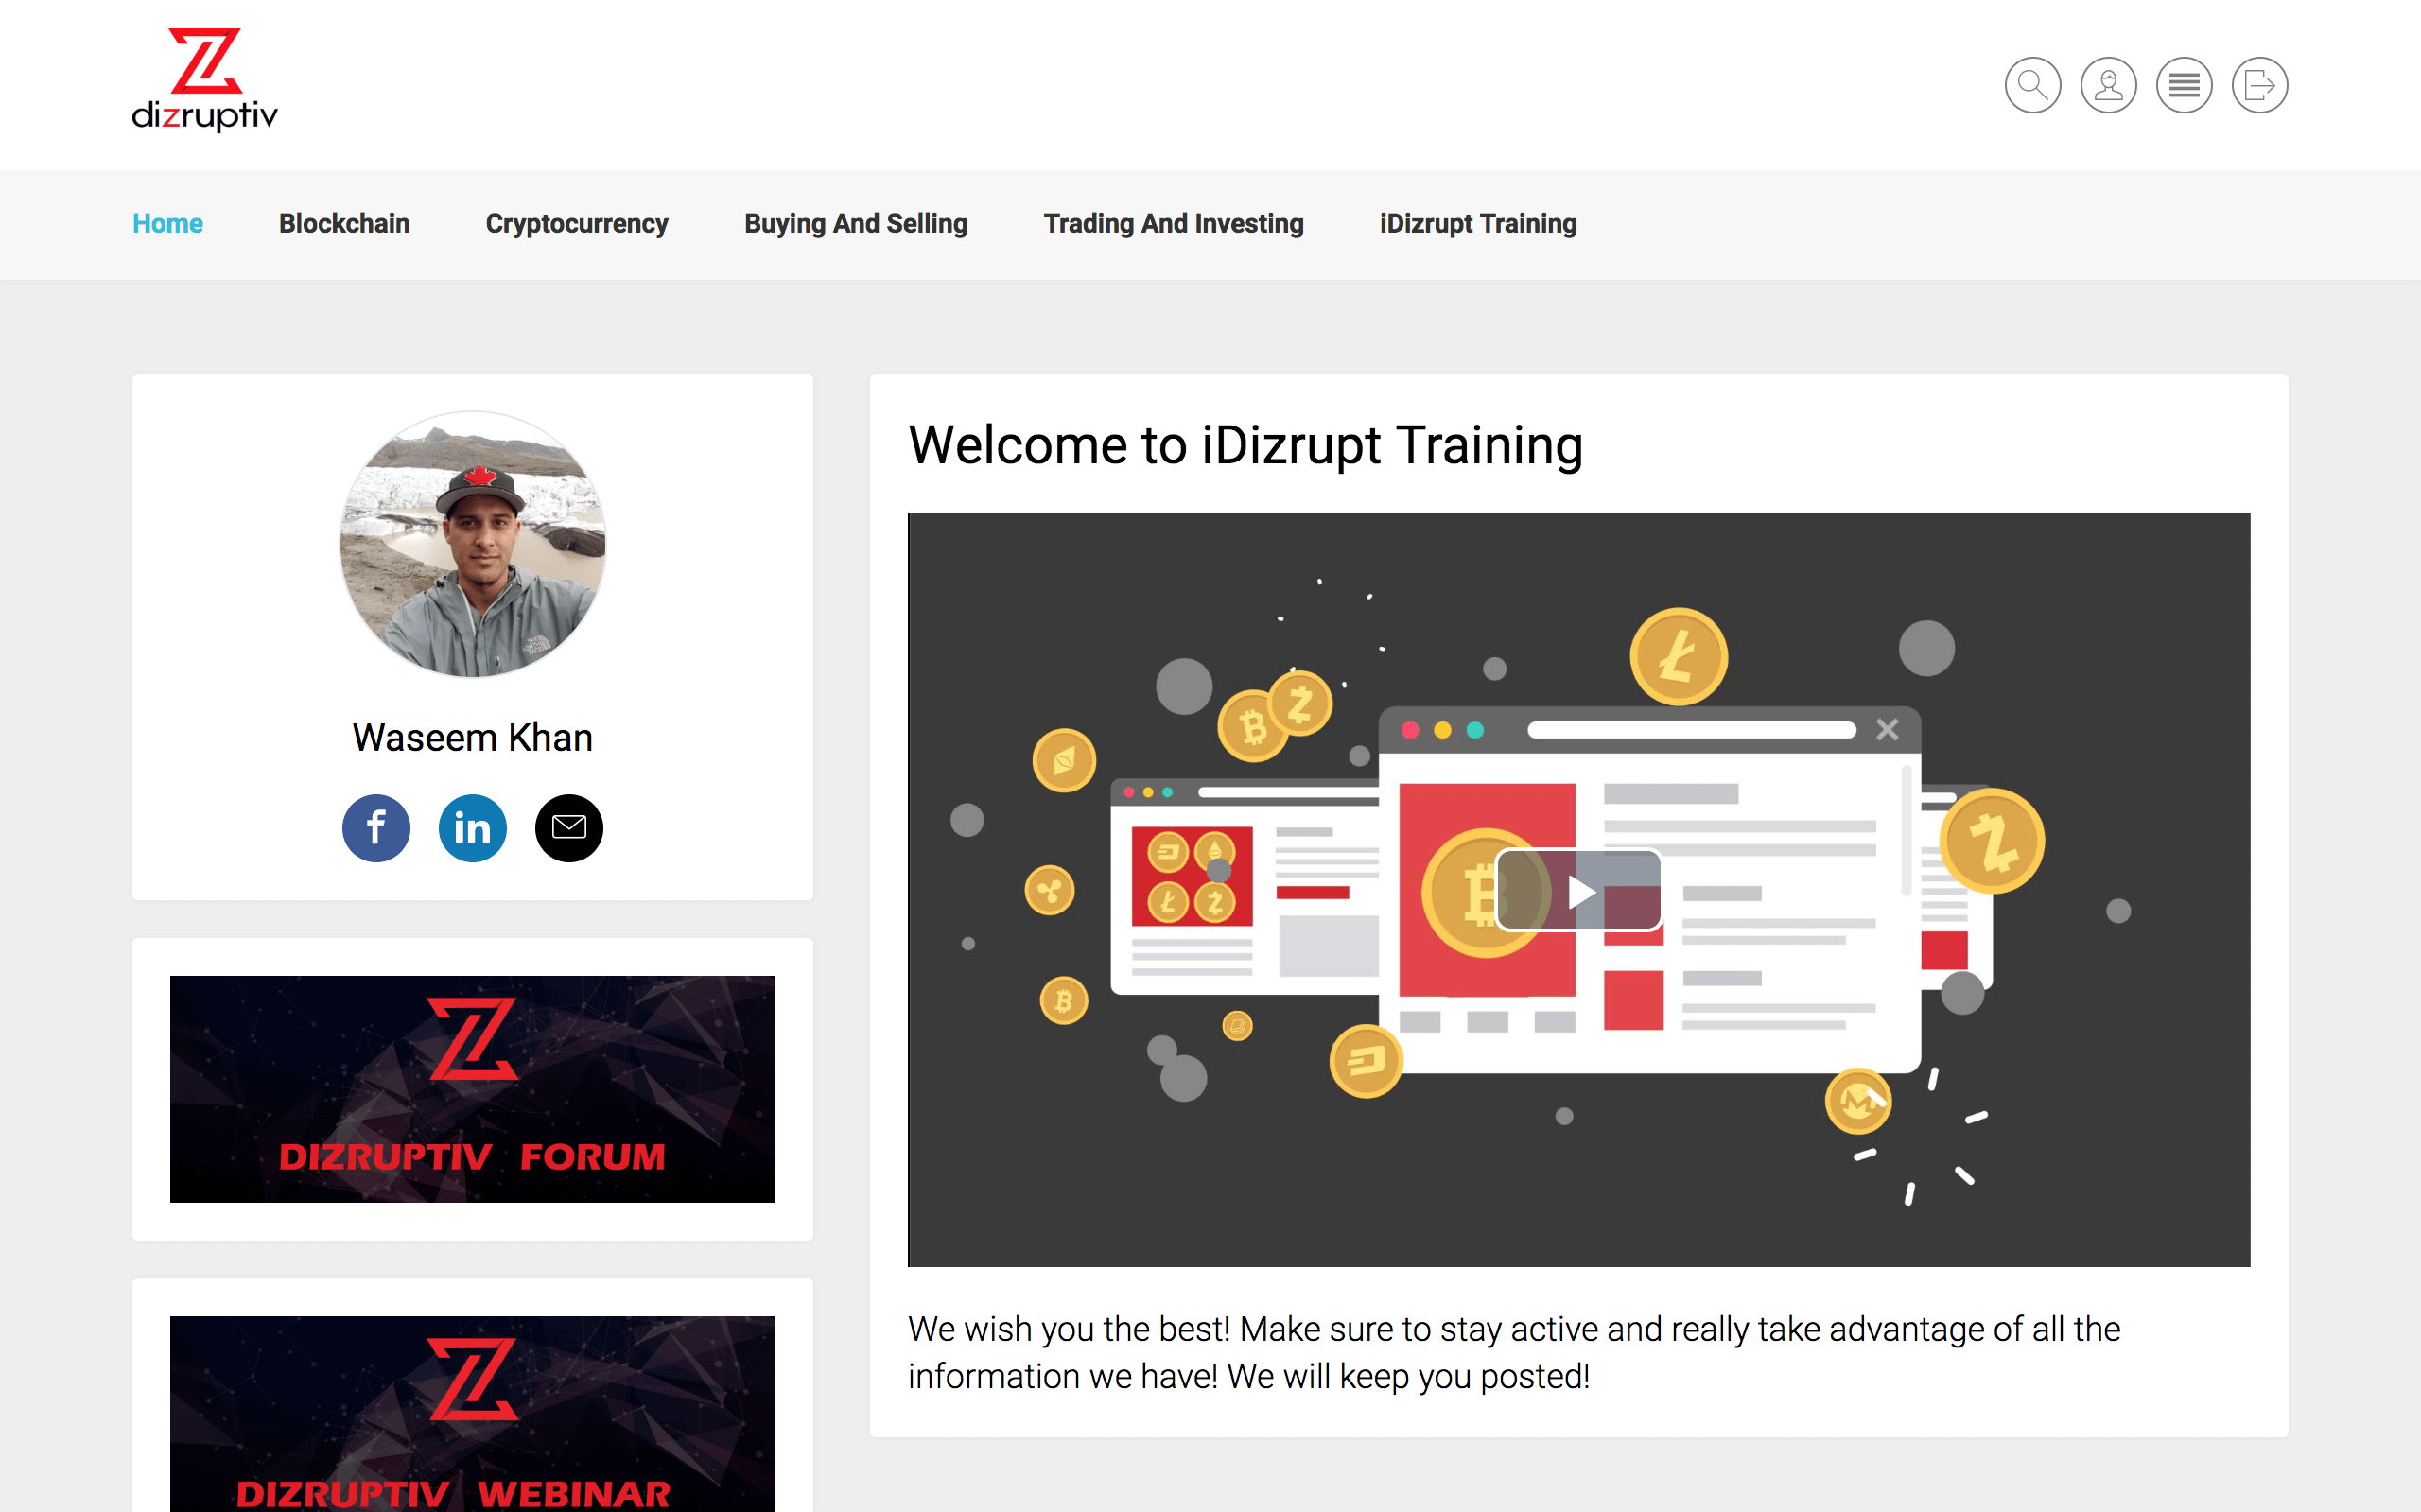 dizruptiv
Home Blockchain Cryptocurrency Buying And Selling Trading And Investing iDizrupt Training
Waseem Khan
f in
DIZRUPTIV FORUM
DIZRUPTIV WEBINAR
Welcome to iDizrupt Training
We wish you the best! Make sure to stay active and really take advantage of all the
information we have! We will keep you posted!